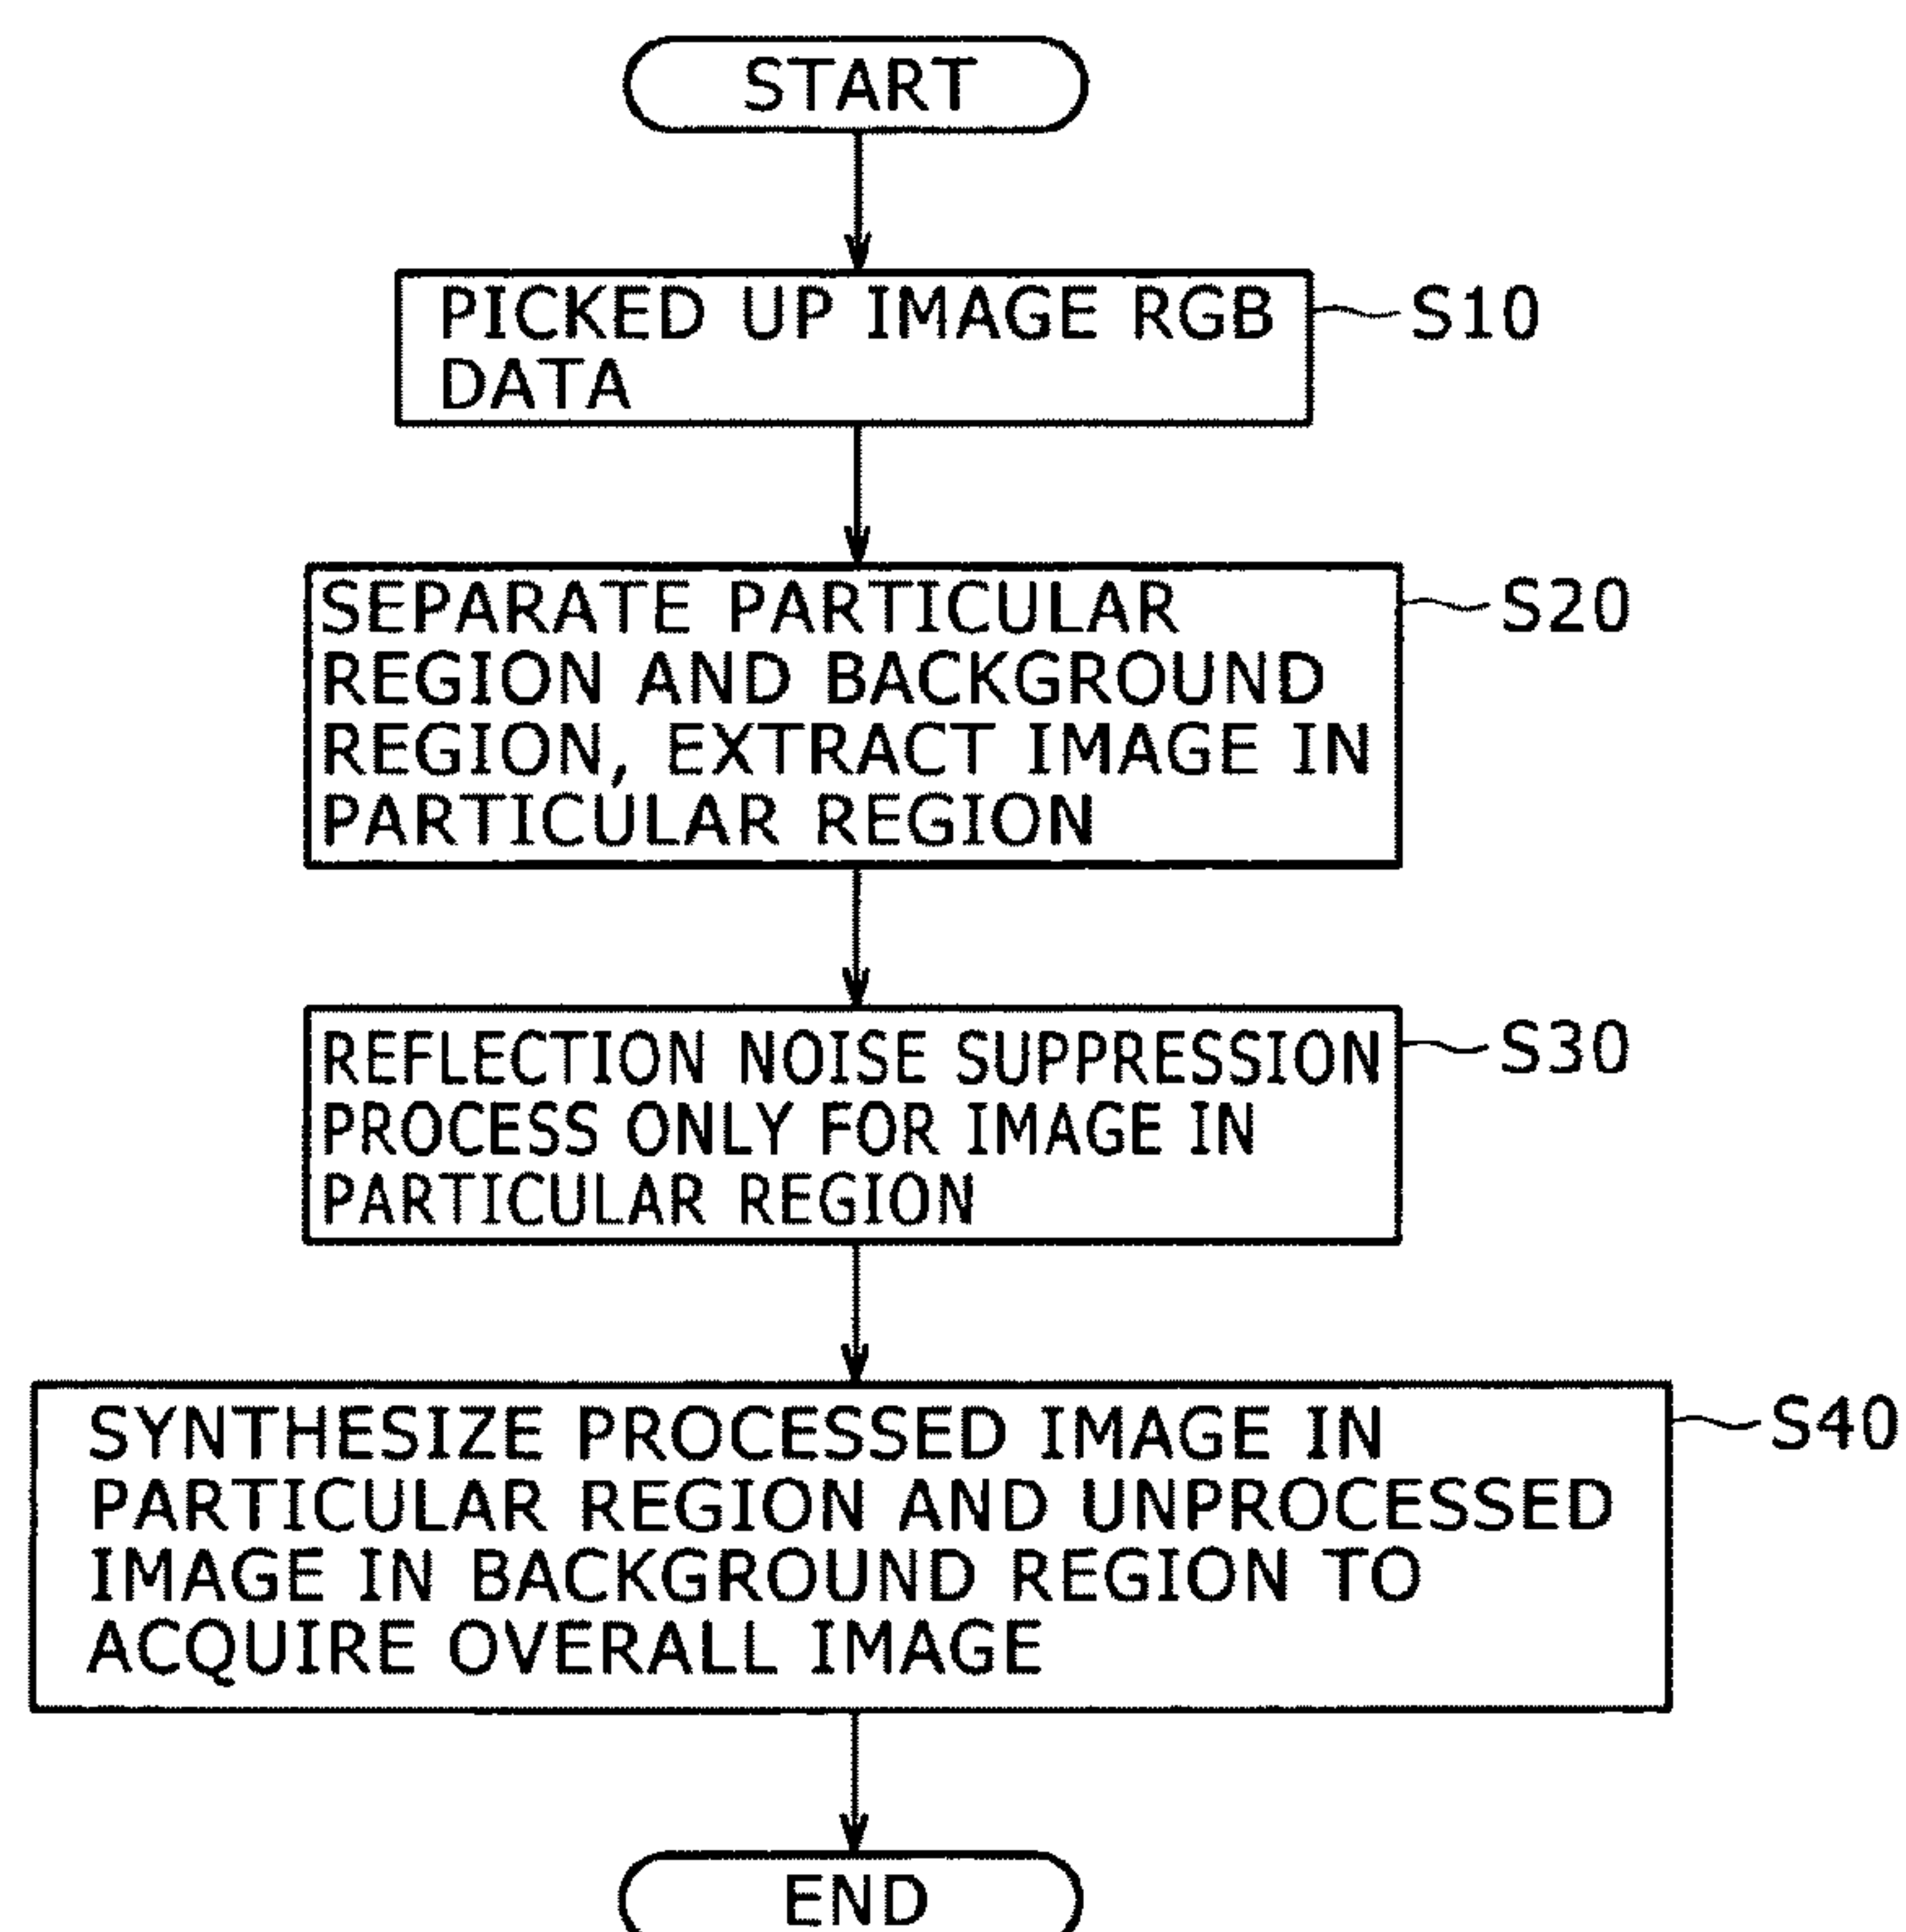 START
PICKED UP IMAGE RGB
DATA
S10
SEPARATE PARTICULAR
REGION AND BACKGROUND
REGION, EXTRACT IMAGE IN
PARTICULAR REGION
S20
REFLECTION NOISE SUPPRESSION
PROCESS ONLY FOR IMAGE IN
PARTICULAR REGION
S30
SYNTHESIZE PROCESSED IMAGE IN
PARTICULAR REGION AND UNPROCESSED
IMAGE IN BACKGROUND REGION TO
ACQUIRE OVERALL IMAGE
S40
END